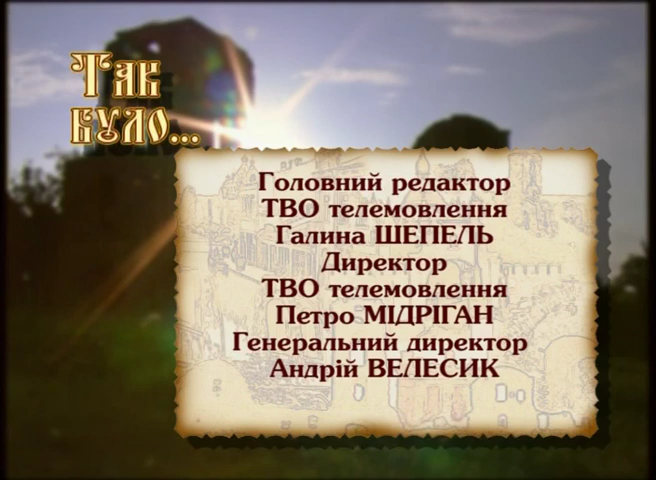 Так
було...
Головний редактор
ТВО телемовлення
Галина ШЕПЕЛЬ
Директор
ТВО телемовлення
Петро МІДРІГАН
Генеральний директор
Андрій ВЕЛЕСИК